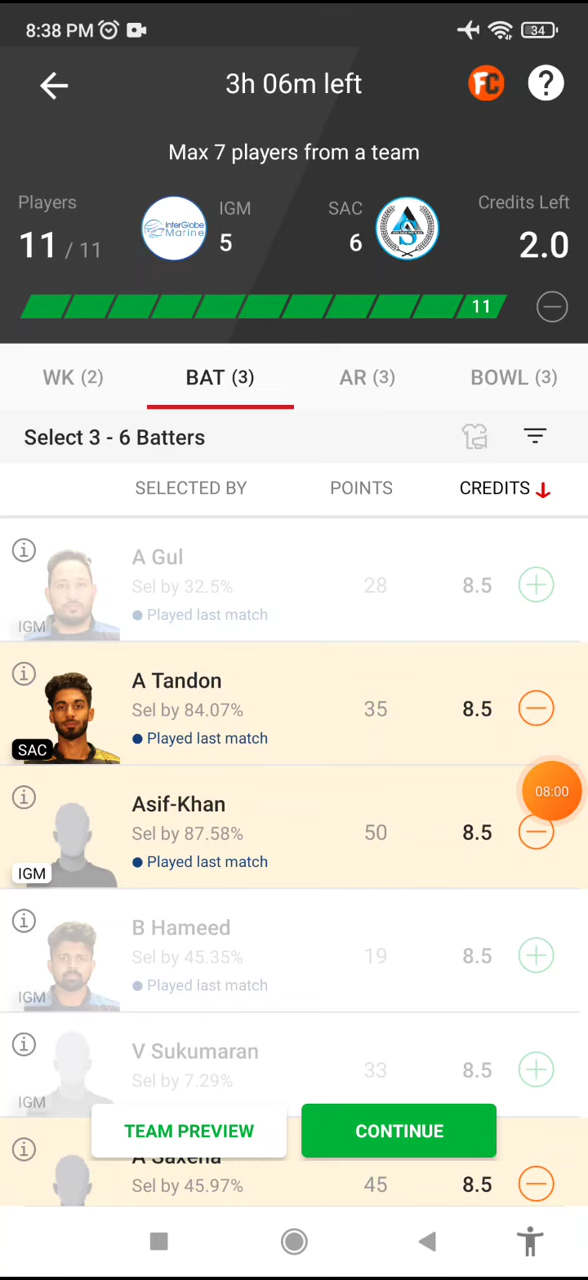 8:38 PM
34
3h 06m left
FC
?
Max 7 players from a team
Players
IGM
SAC
Credits Left
11 / 11
InterGlobe
Marine
5
6
2.0
11
WK (2)
BAT (3)
AR (3)
BOWL (3)
Select 3 - 6 Batters
SELECTED BY
POINTS
CREDITS
A Gul
Sel by 32.5%
28
8.5
Played last match
IGM
A Tandon
Sel by 84.07%
35
8.5
Played last match
SAC
08:00
Asif-Khan
Sel by 87.58%
50
8.5
Played last match
IGM
B Hameed
Sel by 45.35%
19
8.5
Played last match
IGM
V Sukumaran
Sel by 7.29%
33
8.5
IGM
TEAM PREVIEW
CONTINUE
A Saxena
Sel by 45.97%
45
8.5